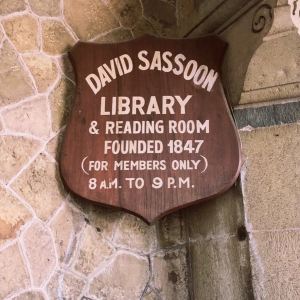 DAVID SASSOON
LIBRARY
& READING ROOM
FOUNDED 1847
(FOR MEMBERS ONLY)
8 A.M. TO 9 P.M.